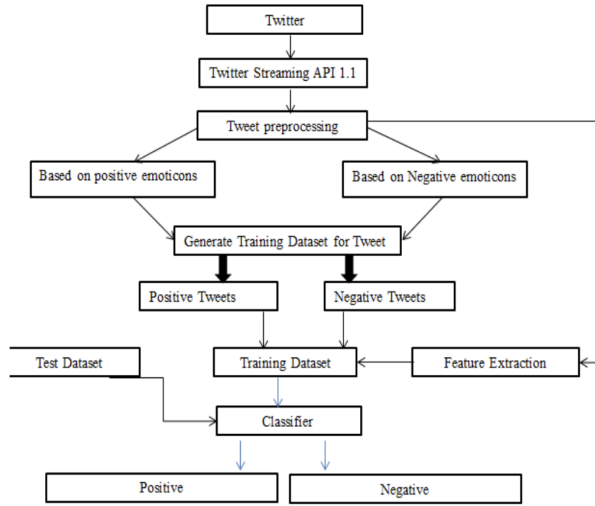 Twitter
Twitter Streaming API 1.1
Tweet preprocessing
Based on positive emoticons
Based on Negative emoticons
Generate Training Dataset for Tweet
Positive Tweets
Negative Tweets
Test Dataset
Training Dataset
Feature Extraction
Classifier
Positive
Negative